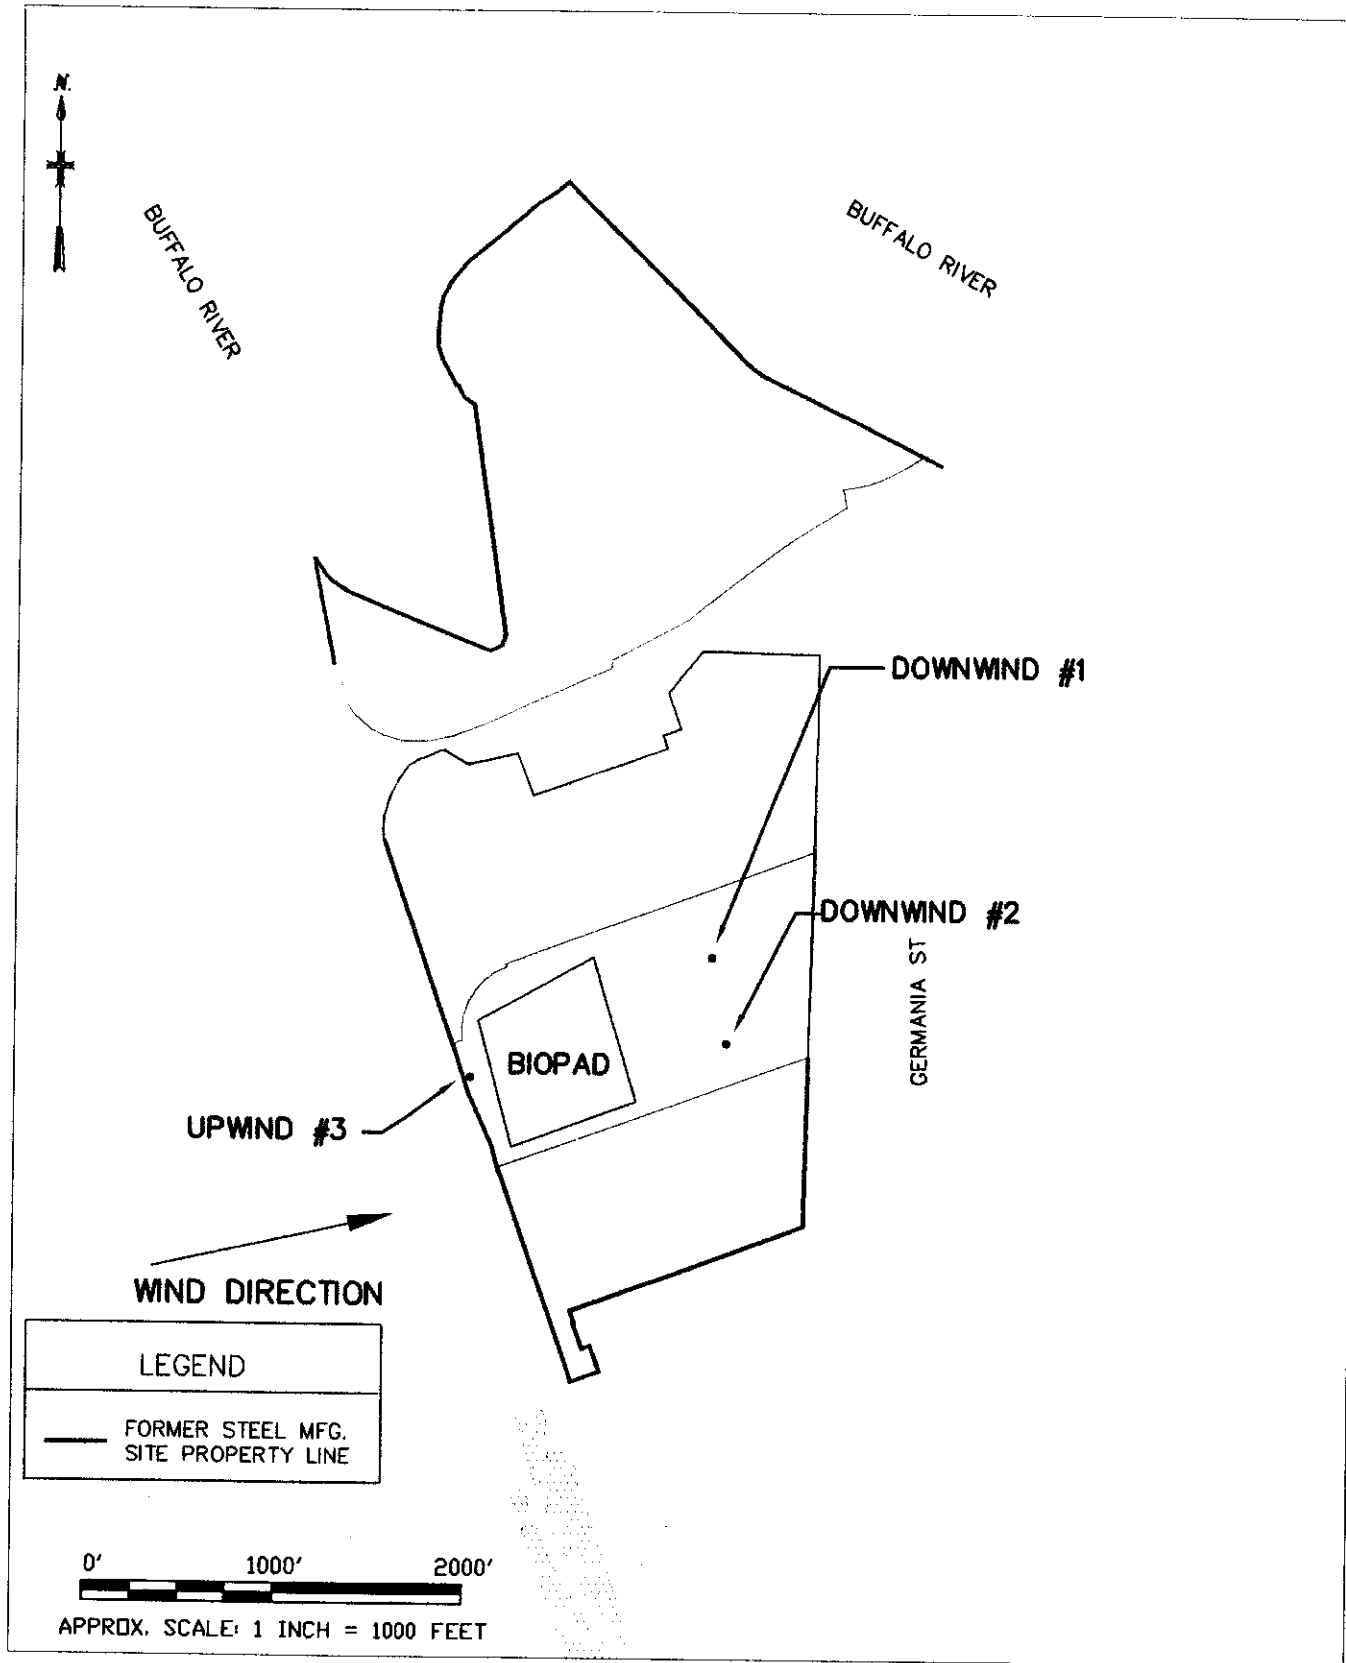 N.
BUFFALO RIVER
BUFFALO RIVER
DOWNWIND #1
DOWNWIND #2
GERMANIA ST
BIOPAD
UPWIND #3
WIND DIRECTION
LEGEND
FORMER STEEL MFG.
SITE PROPERTY LINE
0' 1000' 2000'
APPROX. SCALE: 1 INCH = 1000 FEET